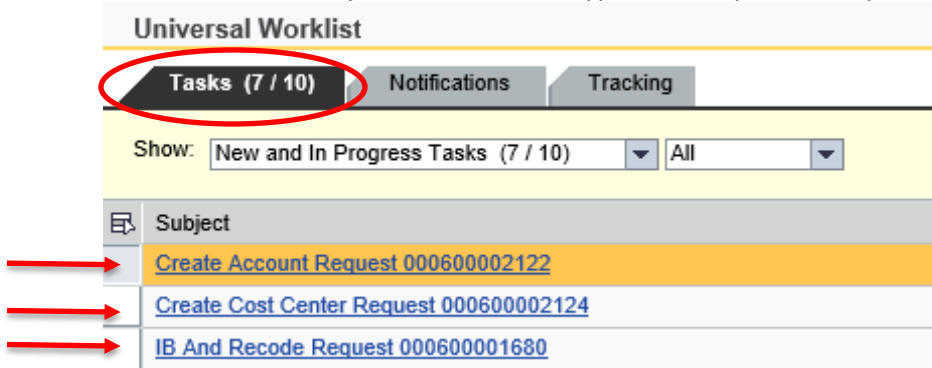 Universal Worklist
Tasks (7 / 10) Notifications Tracking
Show: New and In Progress Tasks (7 / 10) All
Subject
Create Account Request 000600002122
Create Cost Center Request 000600002124
IB And Recode Request 000600001680